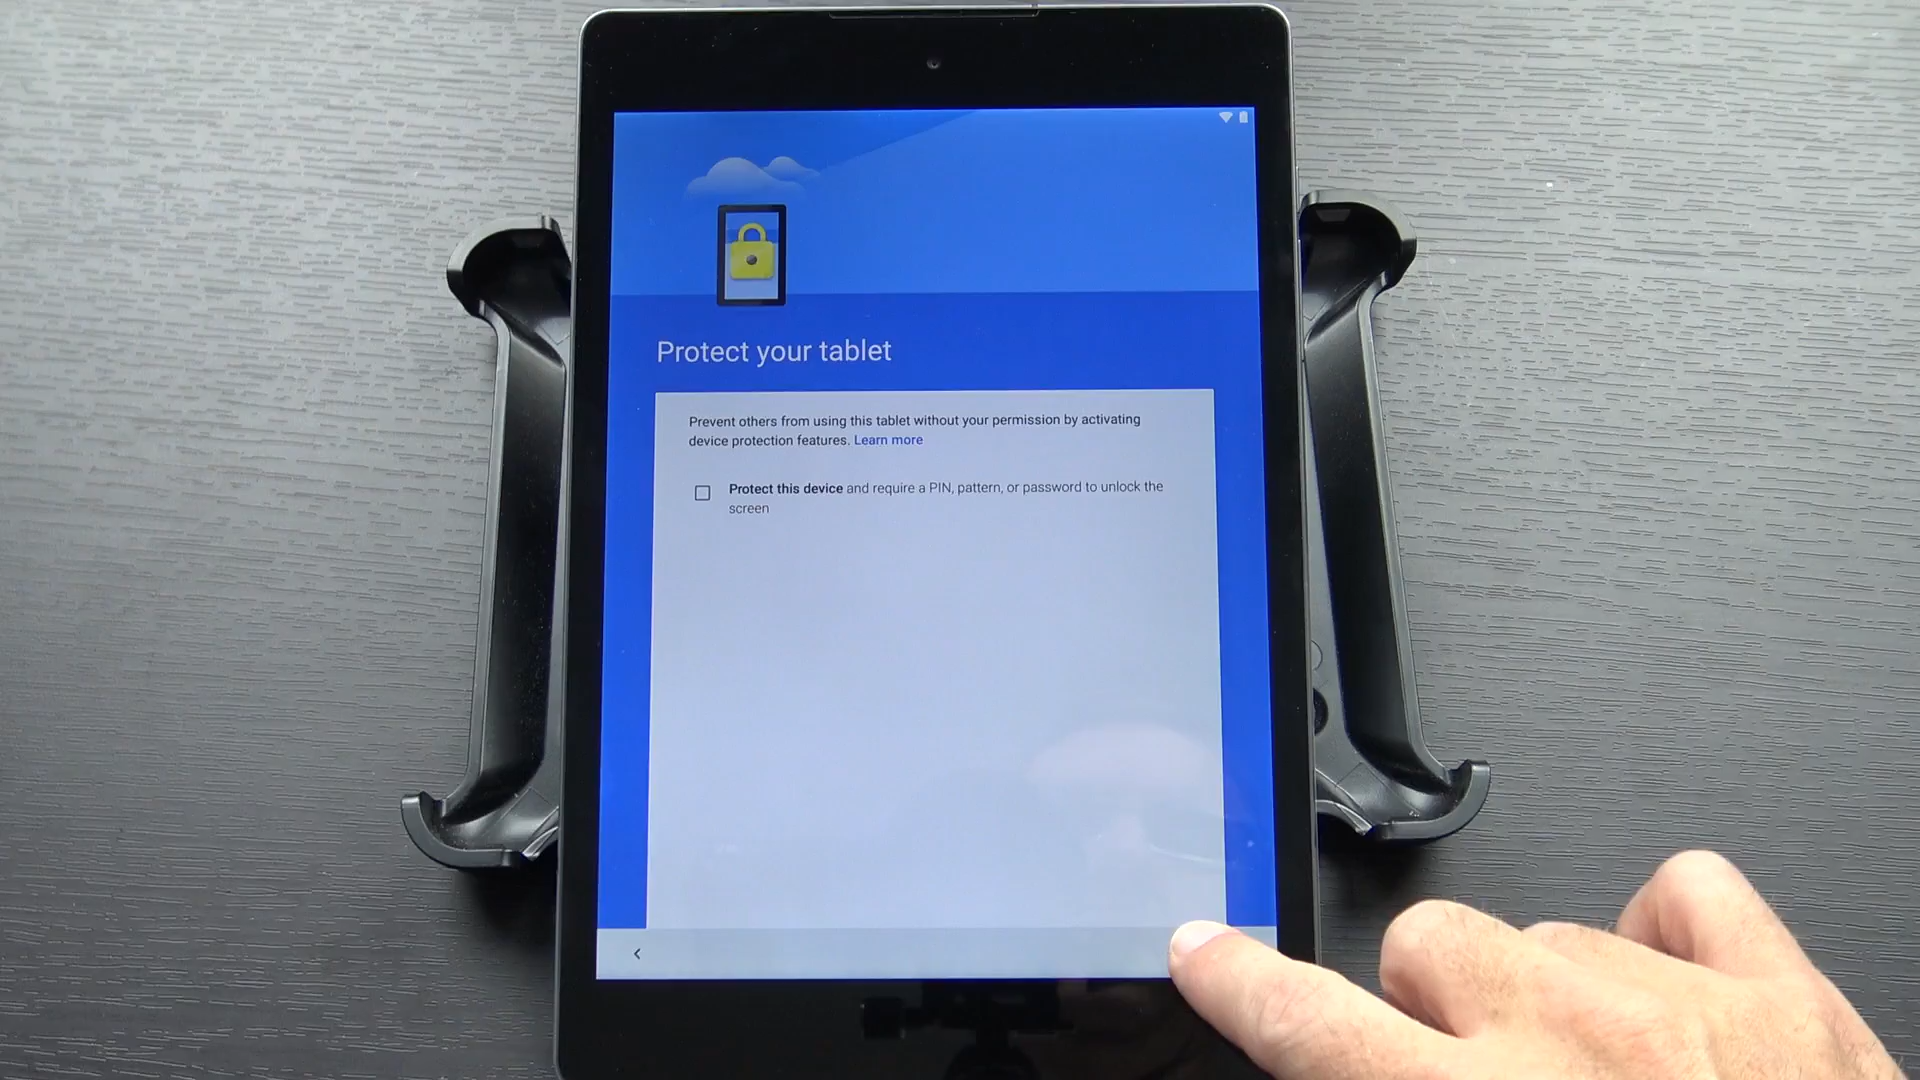 Protect your tablet
Prevent others from using this tablet without your permission by activating
device protection features. Learn more
Protect this device and require a PIN, pattern, or password to unlock the
screen